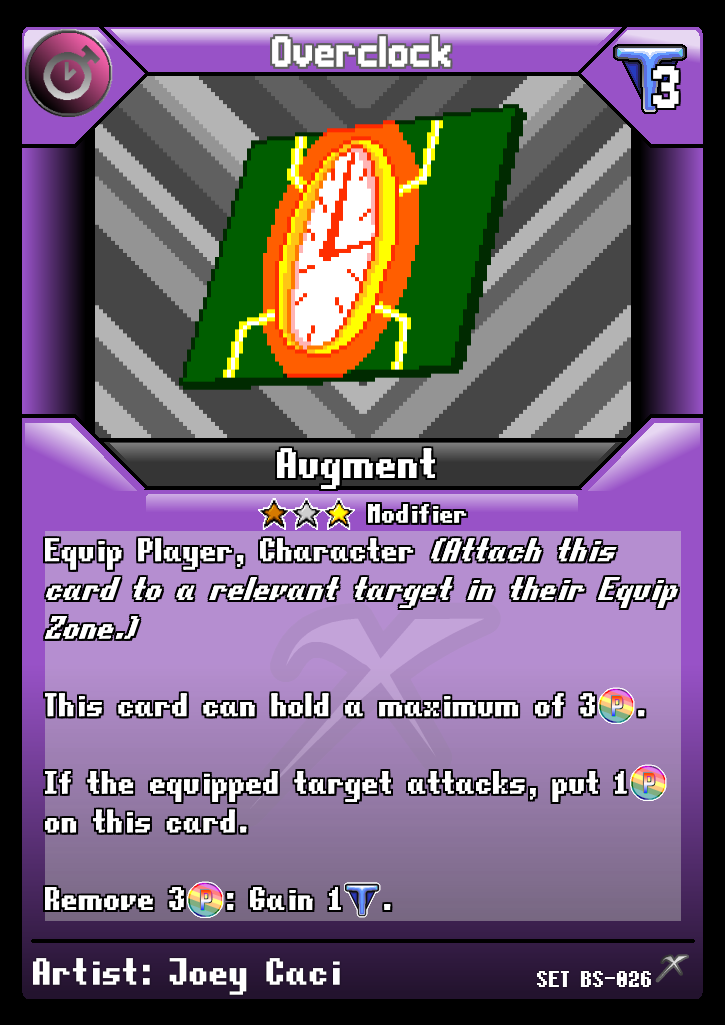 Overclock
T3
Augment
Modifier
Equip Player, Character (Attach this
card to a relevant target in their Equip
Zone.)
This card can hold a maximum of 3P.
If the equipped target attacks, put 1P
on this card.
Remove 3P: Gain 1T.
Artist: Joey Caci
SET BS-026